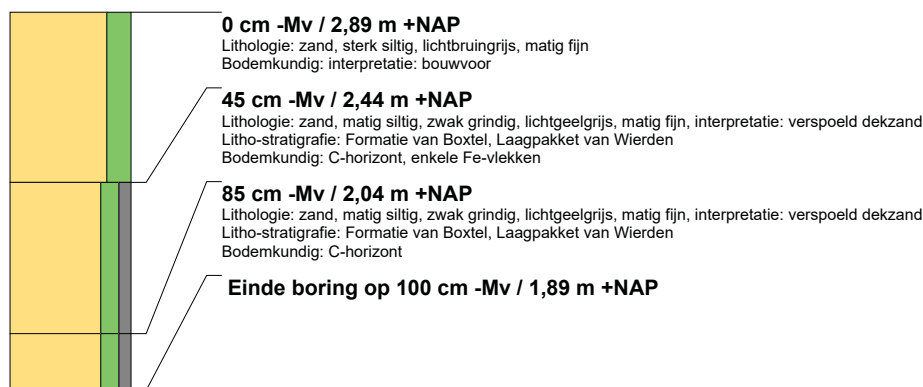 0 cm -Mv / 2,89 m +NAP
Lithologie: zand, sterk siltig, lichtbruingrijs, matig fijn
Bodemkundig: interpretatie: bouwvoor
45 cm -Mv / 2,44 m +NAP
Lithologie: zand, matig siltig, zwak grindig, lichtgeelgrijs, matig fijn, interpretatie: verspoeld dekzand
Litho-stratigrafie: Formatie van Boxtel, Laagpakket van Wierden
Bodemkundig: C-horizont, enkele Fe-vlekken
85 cm -Mv / 2,04 m +NAP
Lithologie: zand, matig siltig, zwak grindig, lichtgeelgrijs, matig fijn, interpretatie: verspoeld dekzand
Litho-stratigrafie: Formatie van Boxtel, Laagpakket van Wierden
Bodemkundig: C-horizont
Einde boring op 100 cm -Mv / 1,89 m +NAP